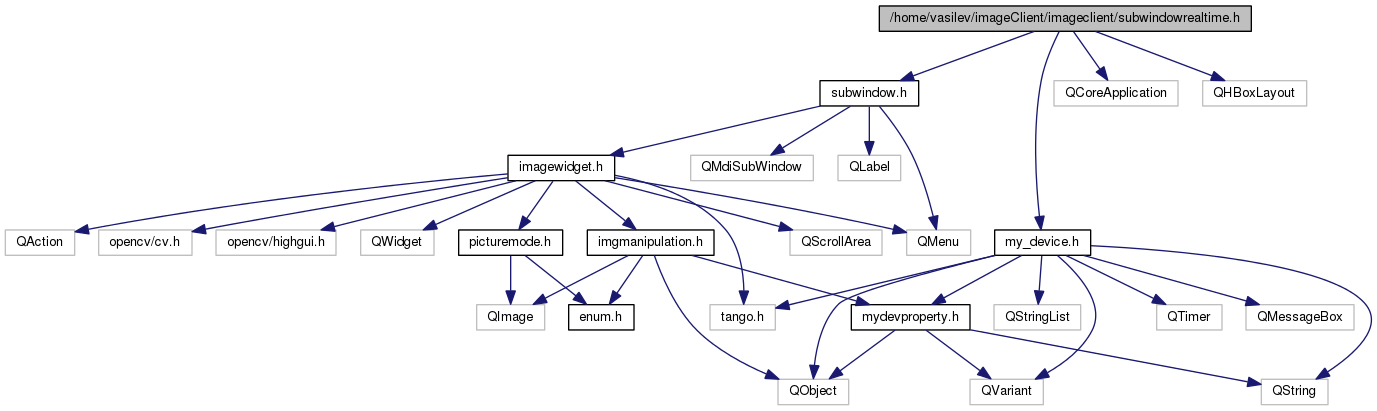 /home/vasilev/imageClient/imageclient/subwindowrealtime.h
subwindow.h
QCoreApplication
QHBoxLayout
imagewidget.h
QMdiSubWindow
QLabel
QAction
opencv/cv.h
opencv/highgui.h
QWidget
picturemode.h
imgmanipulation.h
QScrollArea
QMenu
my_device.h
QImage
enum.h
tango.h
mydevproperty.h
QStringList
QTimer
QMessageBox
QObject
QVariant
QString